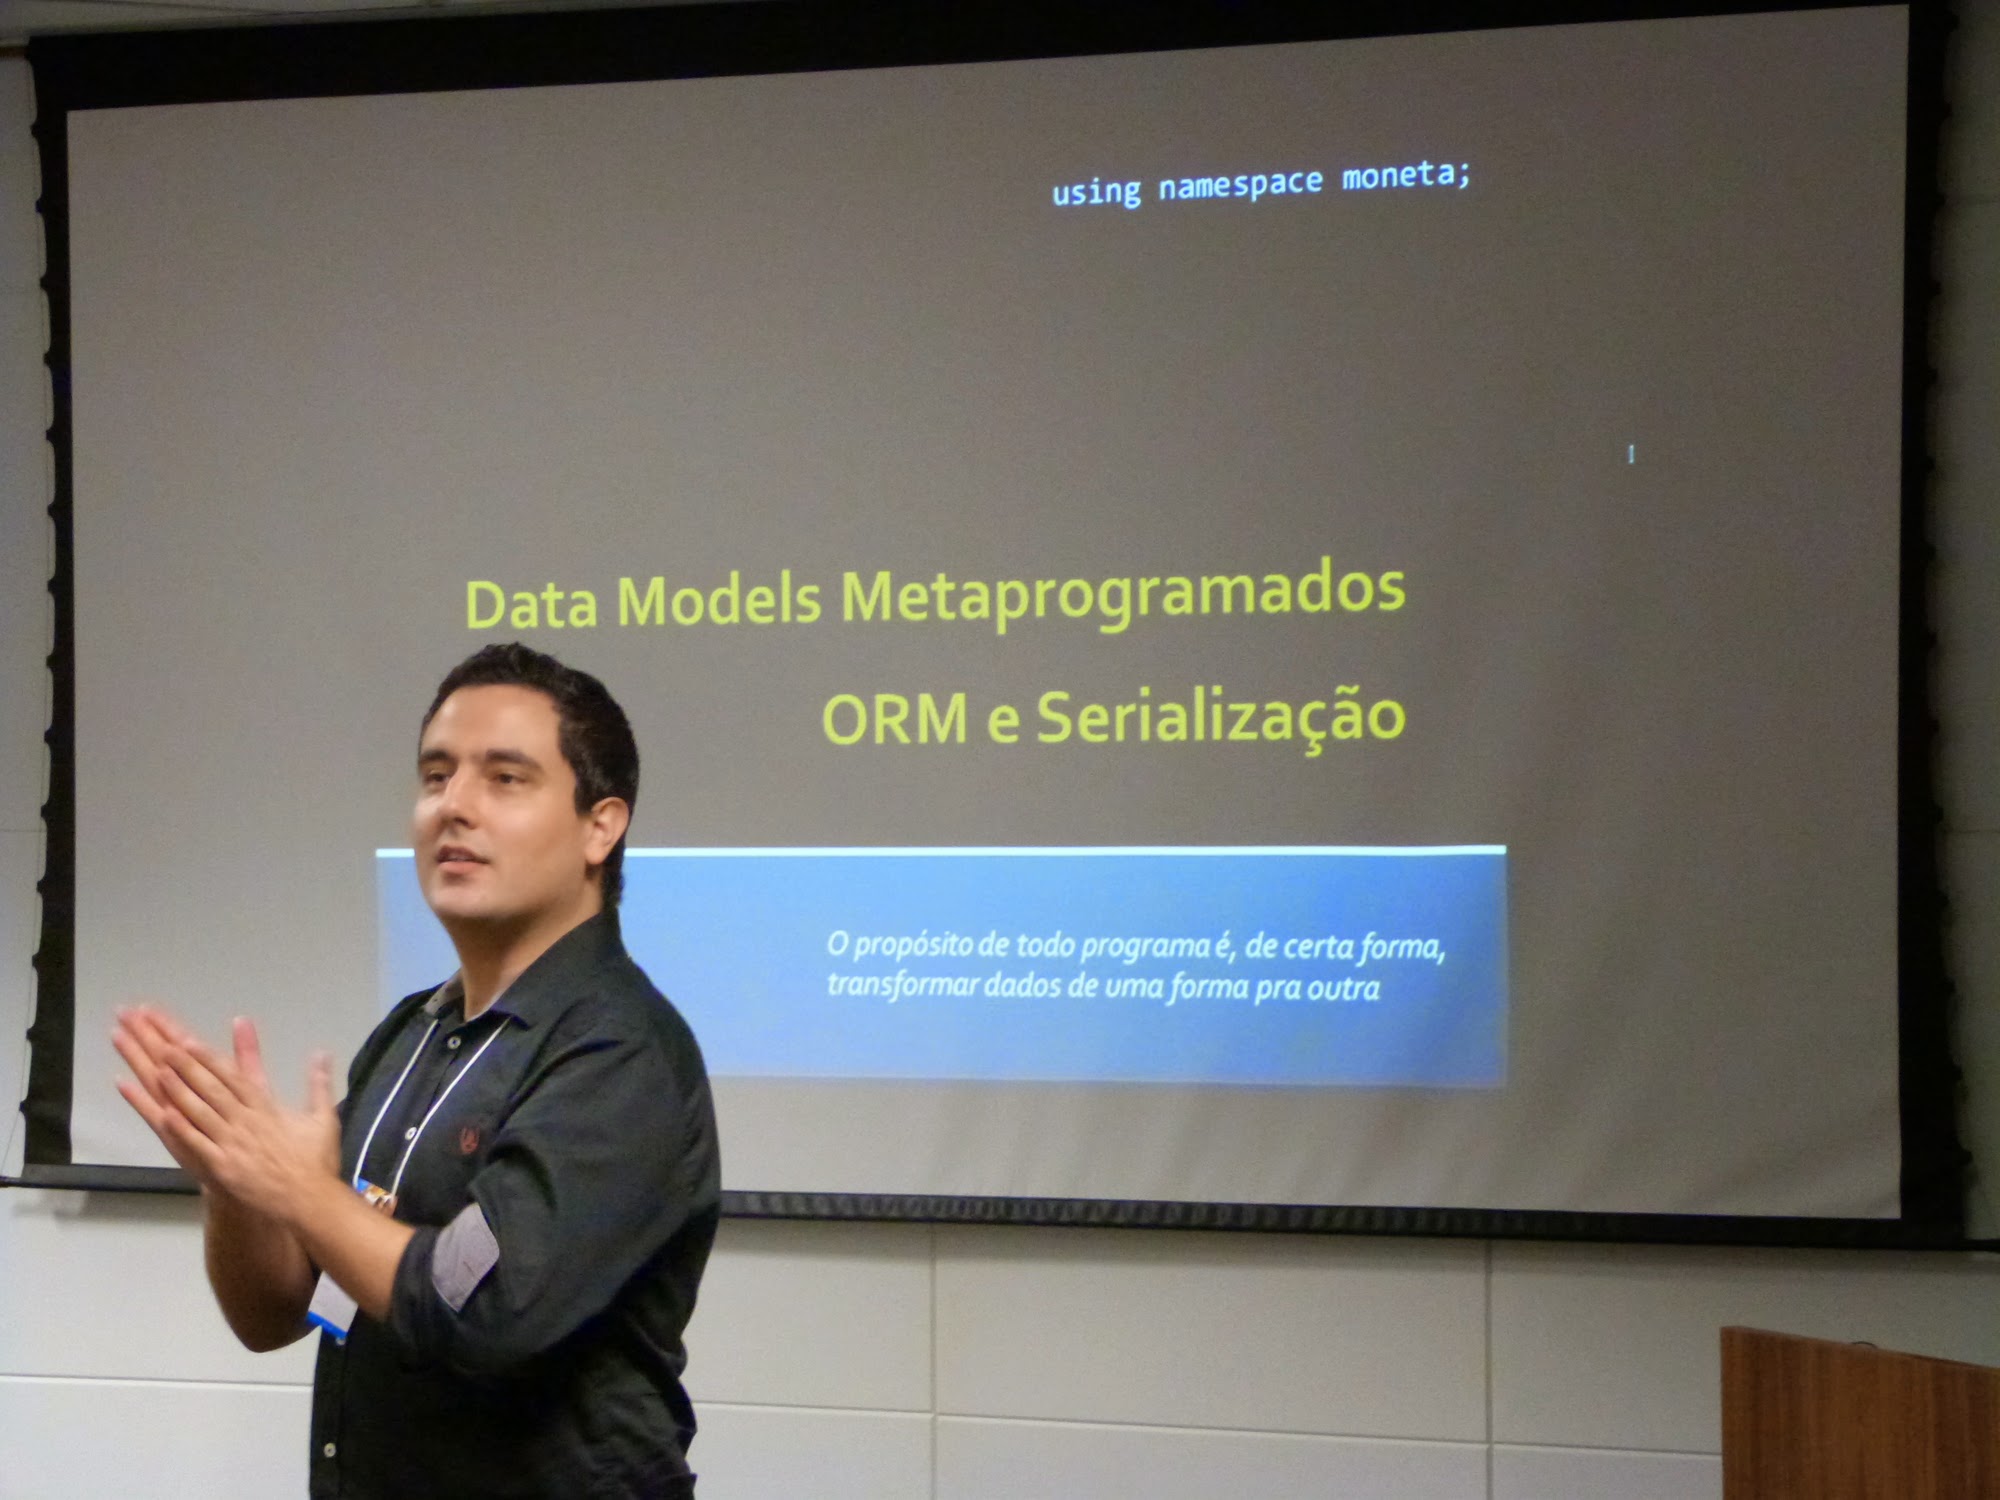 using namespace moneta;
Data Models Metaprogramados
ORM e Serialização
O propósito de todo programa é, de certa forma,
transformar dados de uma forma pra outra